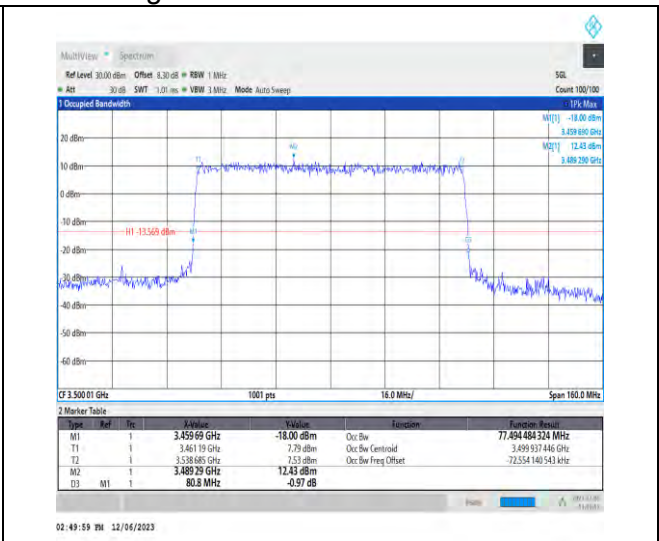 MultiView Spectrum
Ref Level 30.00 dBm Offset 8.30 dB RBW 1 MHz SGL
Att 30 dB SWT 1.01 ms VBW 3 MHz Mode Auto Sweep Count 100/100
1 Occupied Bandwidth 1Pk Max
M1[1] -18.00 dBm
3.459 690 GHz
M2[1] 12.43 dBm
3.489 290 GHz
20 dBm
M2
10 dBm
T1
0 dBm
-10 dBm
H1 -13.569 dBm
M1
-20 dBm
-30 dBm
-40 dBm
-50 dBm
-60 dBm
CF 3.500 01 GHz 1001 pts 16.0 MHz/ Span 160.0 MHz
2 Marker Table
Type Ref Trc X-Value Y-Value Function Function Result
M1 1 3.459 69 GHz -18.00 dBm Occ Bw 77.494 484 324 MHz
T1 1 3.461 19 GHz 7.79 dBm Occ Bw Centroid 3.499 937 446 GHz
T2 1 3.538 685 GHz 7.53 dBm Occ Bw Freq Offset -72.554 140 543 kHz
M2 1 3.489 29 GHz 12.43 dBm
D3 M1 1 80.8 MHz -0.97 dB
02:49:59 PM 12/06/2023